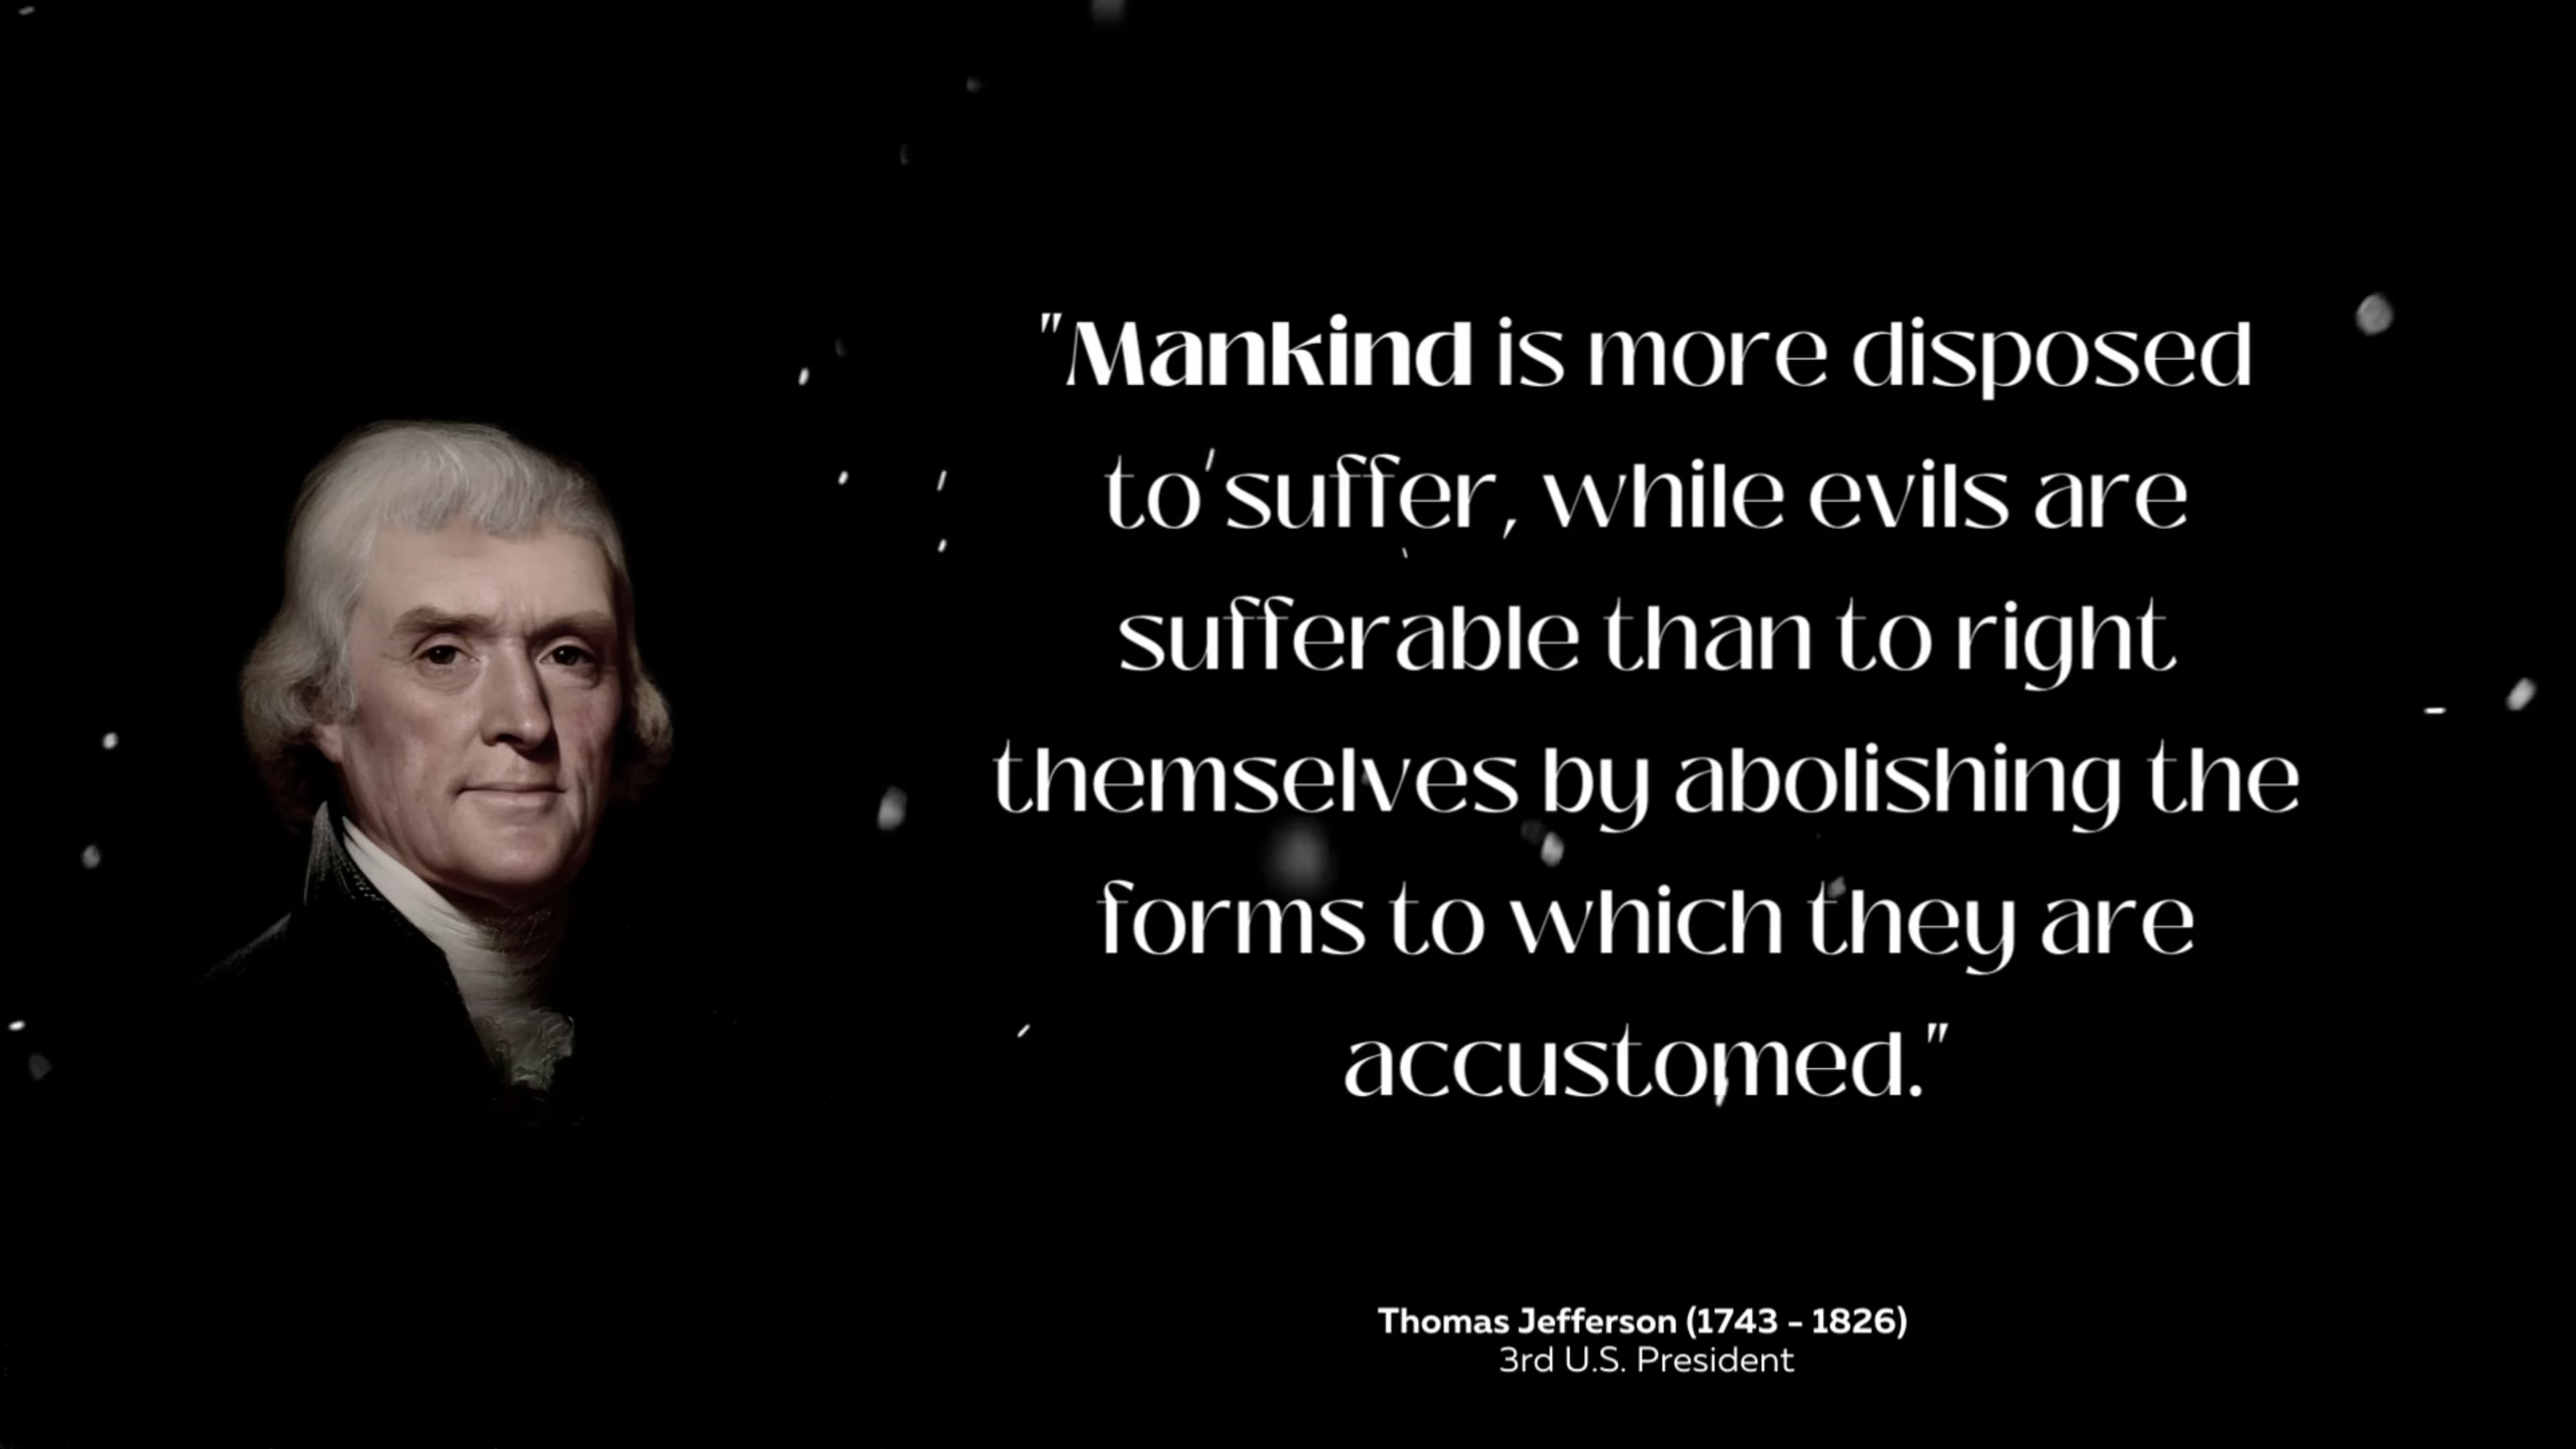 "Mankind is more disposed
to suffer, while evils are
sufferable than to right
themselves by abolishing the
forms to which they are
accustomed."
Thomas Jefferson (1743 - 1826)
3rd U.S. President